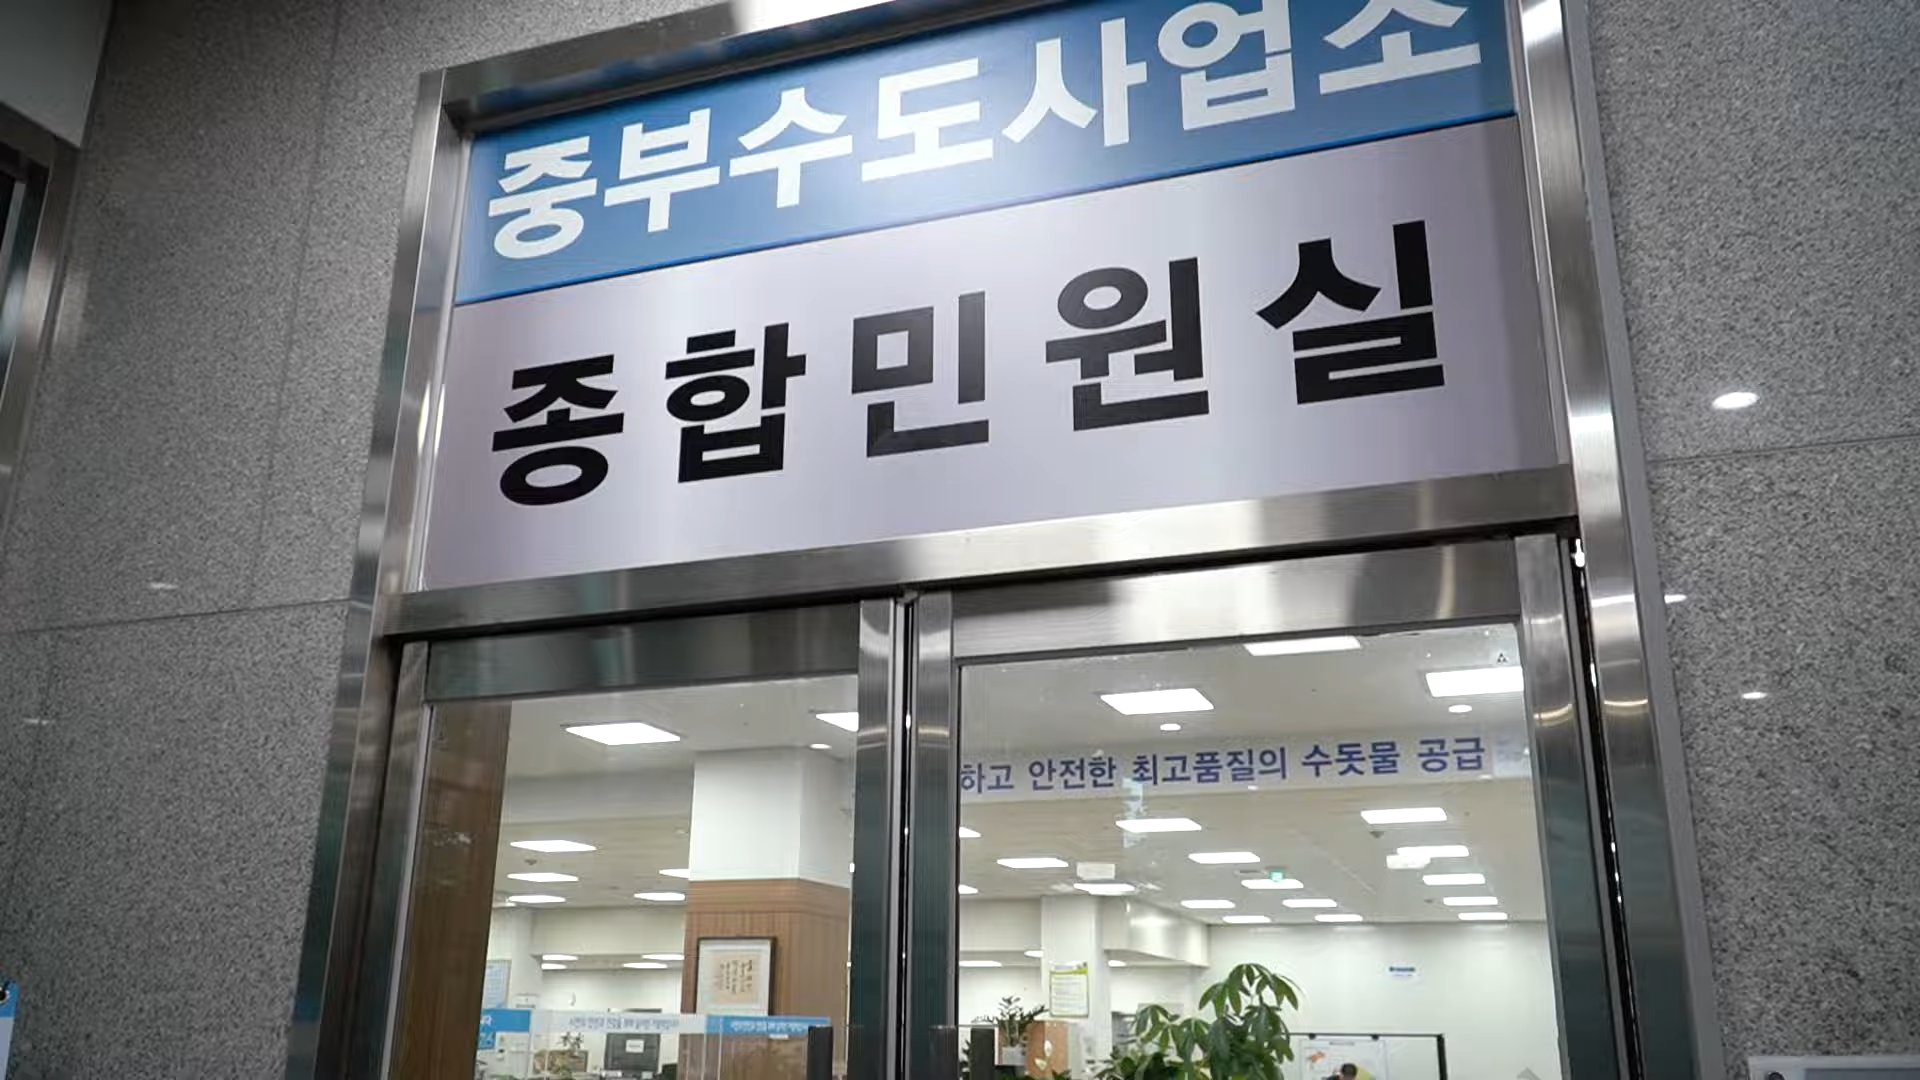 중부수도사업소
종합민원실
하고 안전한 최고품질의 수돗물 공급